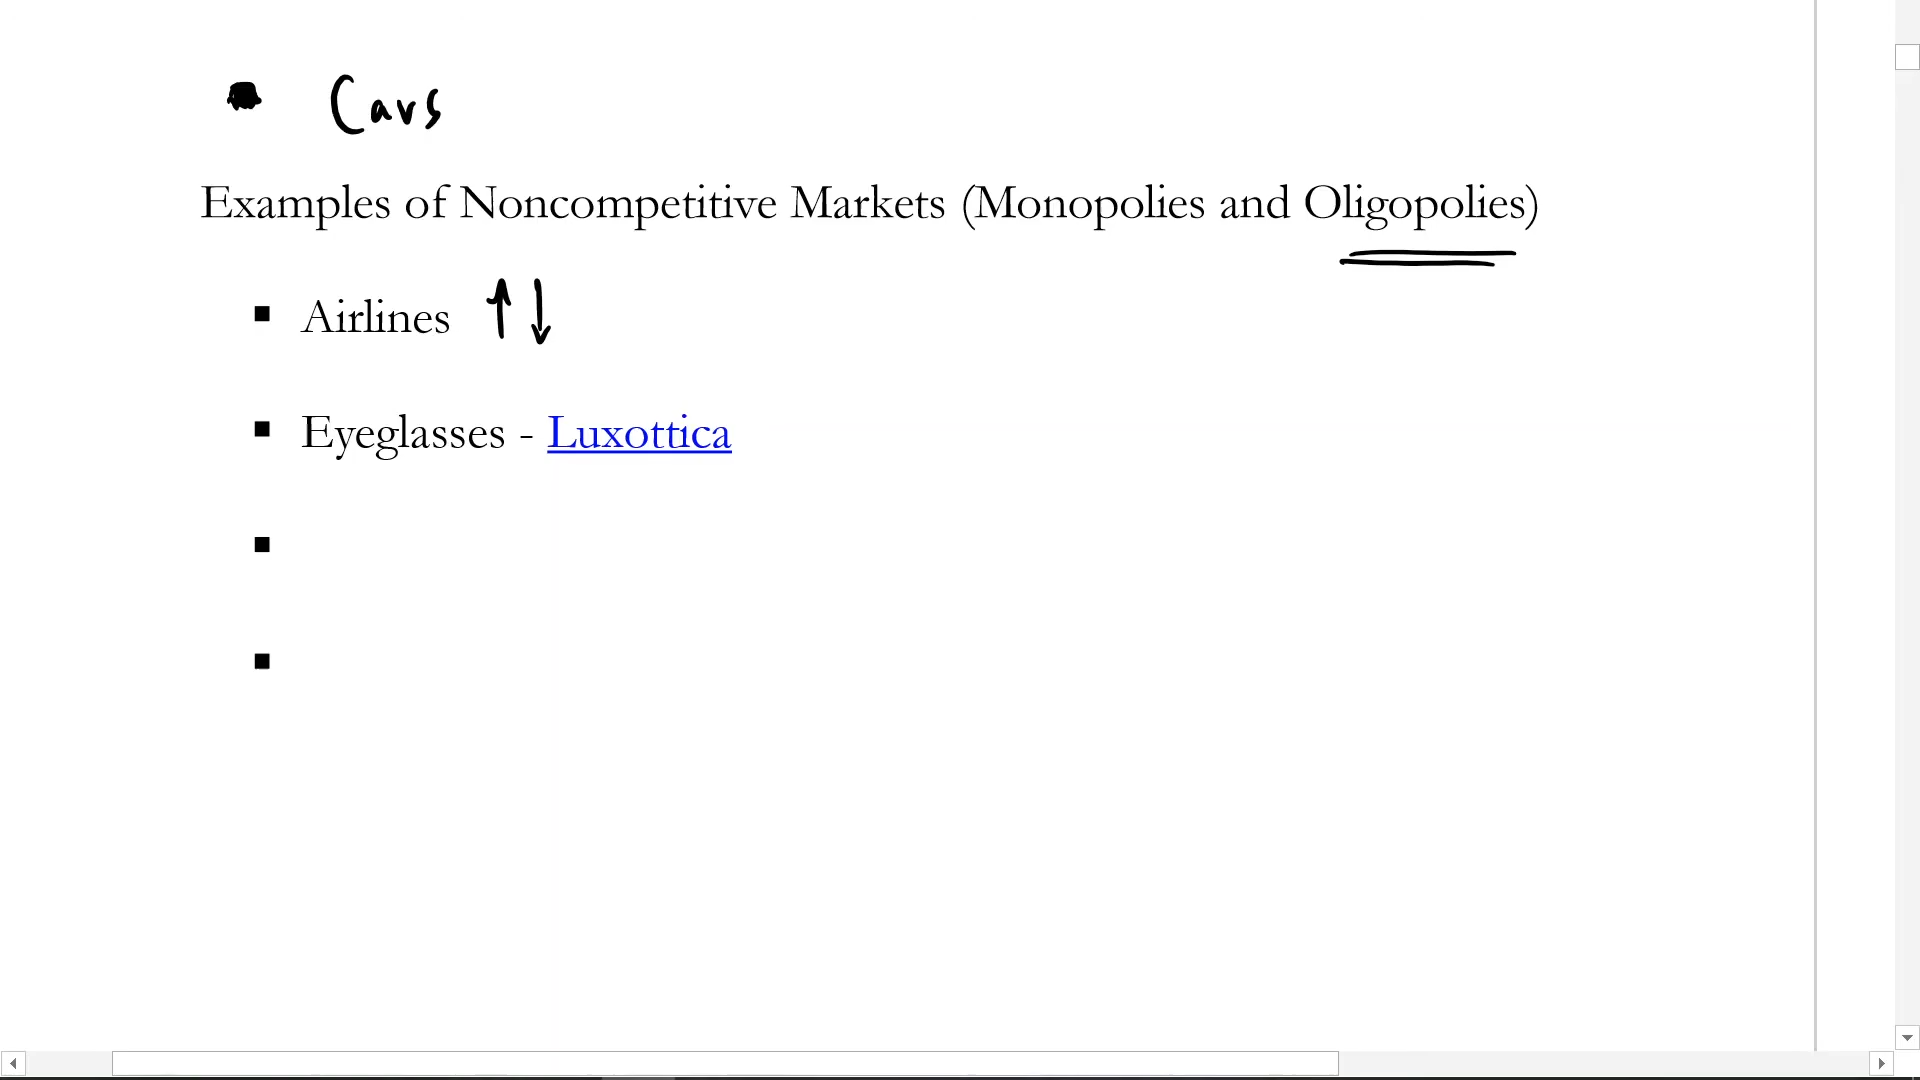 Cars
Examples of Noncompetitive Markets (Monopolies and Oligopolies)
▪ Airlines ↑↓
▪ Eyeglasses - Luxottica
▪
▪